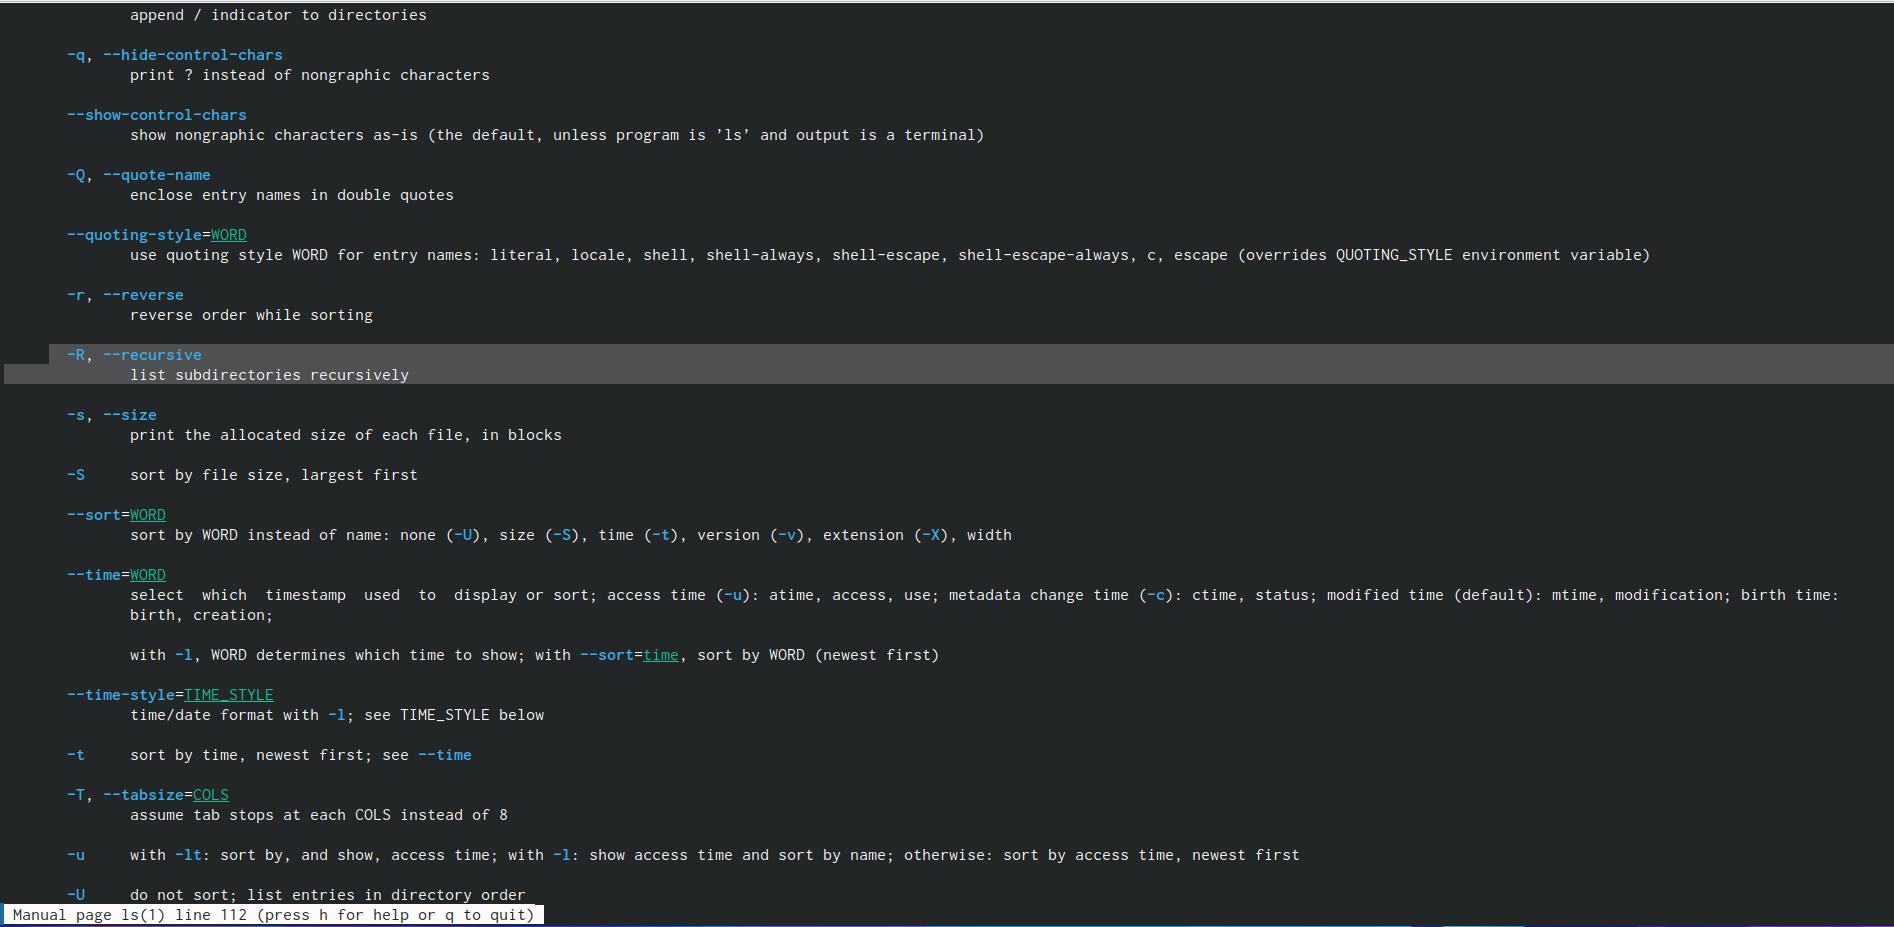 append / indicator to directories
-q, --hide-control-chars
print ? instead of nongraphic characters
--show-control-chars
show nongraphic characters as-is (the default, unless program is ’ls’ and output is a terminal)
-Q, --quote-name
enclose entry names in double quotes
--quoting-style=WORD
use quoting style WORD for entry names: literal, locale, shell, shell-always, shell-escape, shell-escape-always, c, escape (overrides QUOTING_STYLE environment variable)
-r, --reverse
reverse order while sorting
-R, --recursive
list subdirectories recursively
-s, --size
print the allocated size of each file, in blocks
-S     sort by file size, largest first
--sort=WORD
sort by WORD instead of name: none (-U), size (-S), time (-t), version (-v), extension (-X), width
--time=WORD
select  which  timestamp  used  to  display or sort; access time (-u): atime, access, use; metadata change time (-c): ctime, status; modified time (default): mtime, modification; birth time:
birth, creation;
with -l, WORD determines which time to show; with --sort=time, sort by WORD (newest first)
--time-style=TIME_STYLE
time/date format with -l; see TIME_STYLE below
-t     sort by time, newest first; see --time
-T, --tabsize=COLS
assume tab stops at each COLS instead of 8
-u     with -lt: sort by, and show, access time; with -l: show access time and sort by name; otherwise: sort by access time, newest first
-U     do not sort; list entries in directory order
Manual page ls(1) line 112 (press h for help or q to quit)